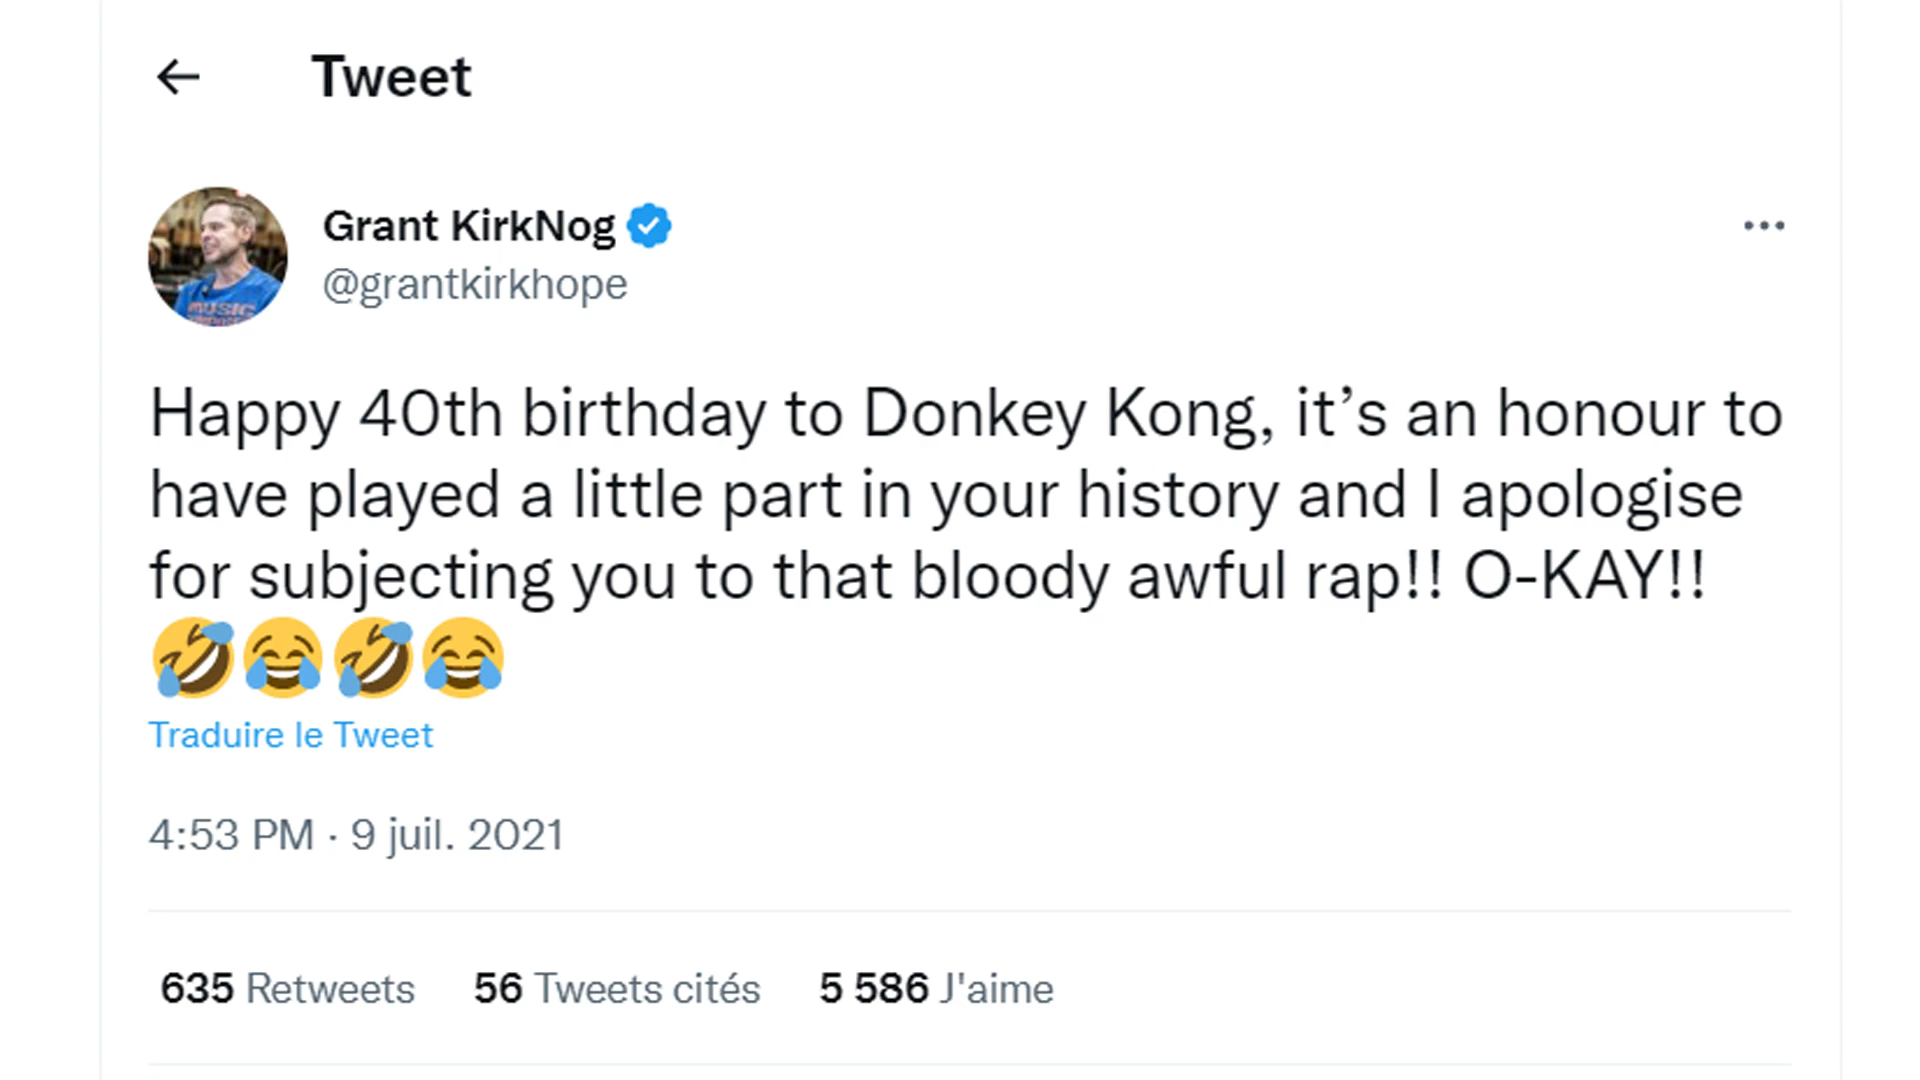 Tweet
Grant KirkNog
@grantkirkhope
Happy 40th birthday to Donkey Kong, it’s an honour to
have played a little part in your history and I apologise
for subjecting you to that bloody awful rap!! O-KAY!!
🤣😂🤣😂
Traduire le Tweet
4:53 PM · 9 juil. 2021
635 Retweets 56 Tweets cités 5 586 J'aime